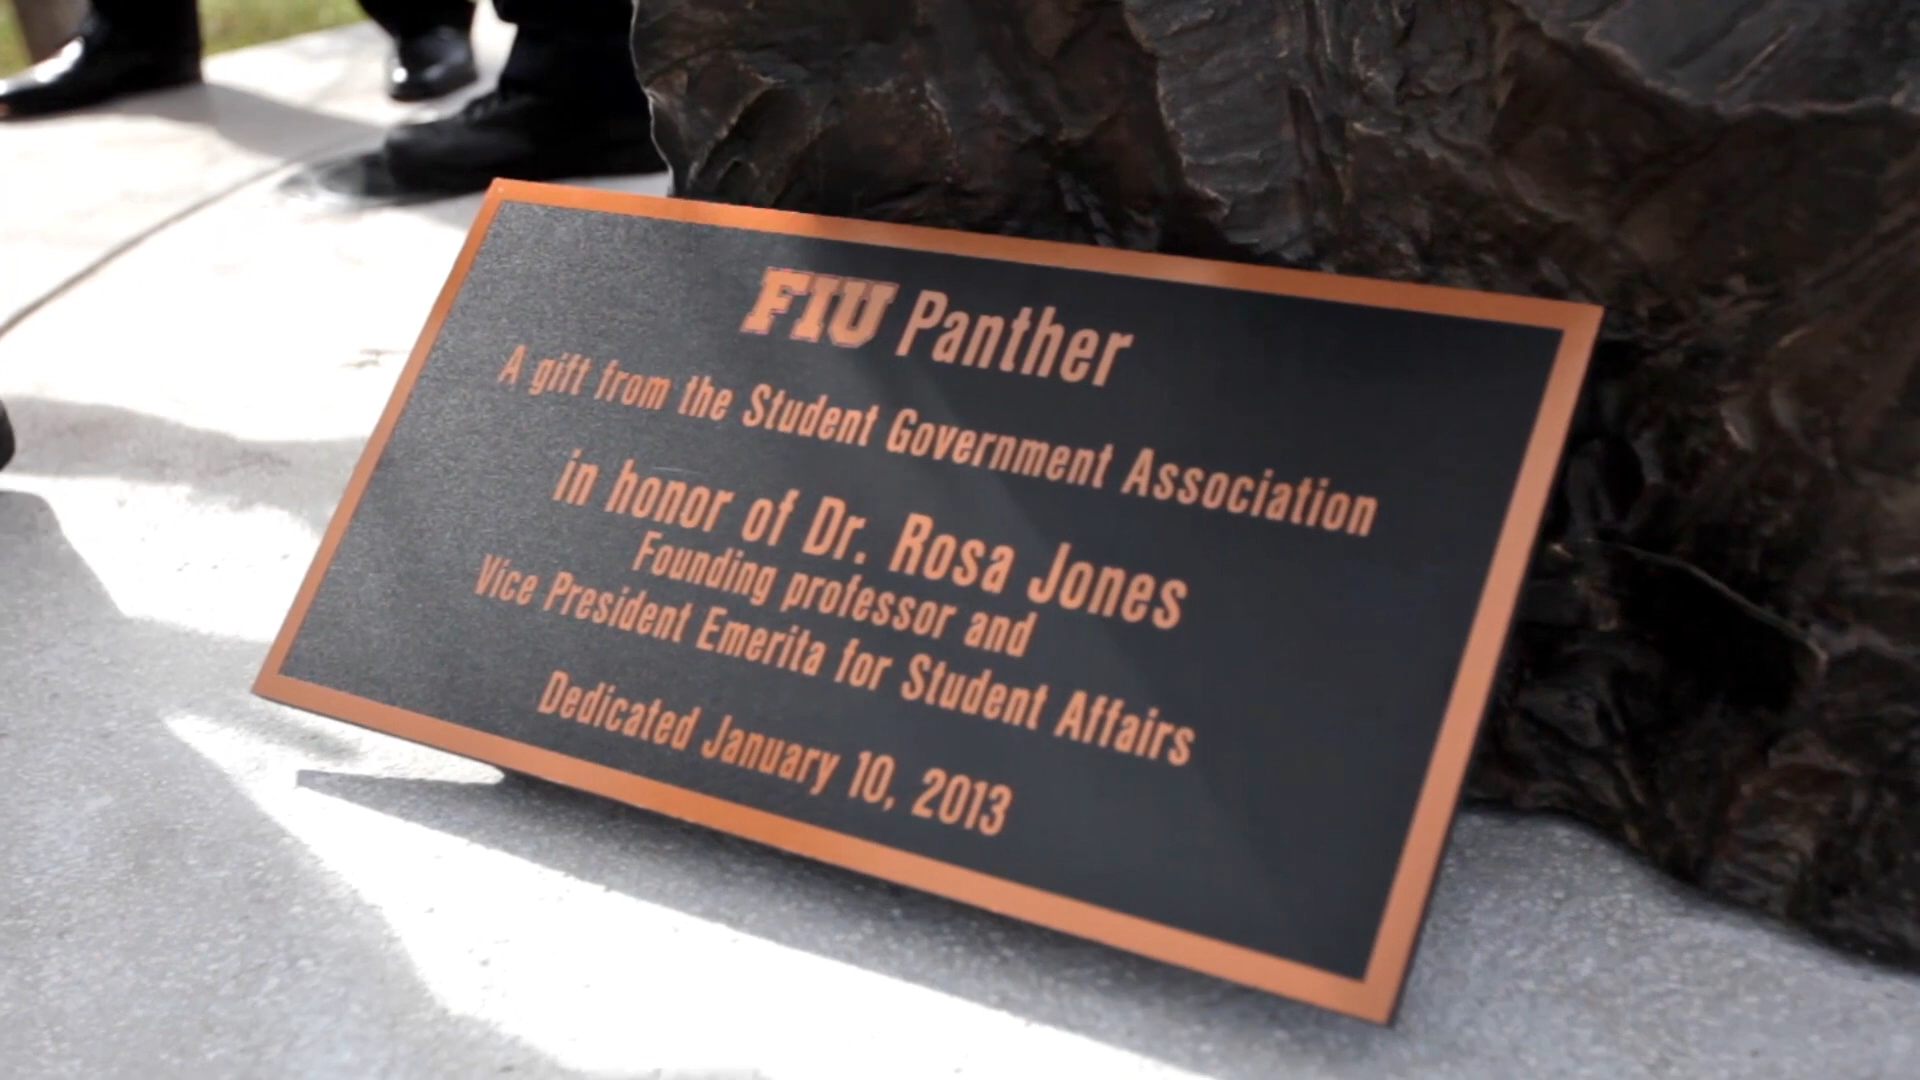 FIU Panther
A gift from the Student Government Association
in honor of Dr. Rosa Jones
Founding professor and
Vice President Emerita for Student Affairs
Dedicated January 10, 2013